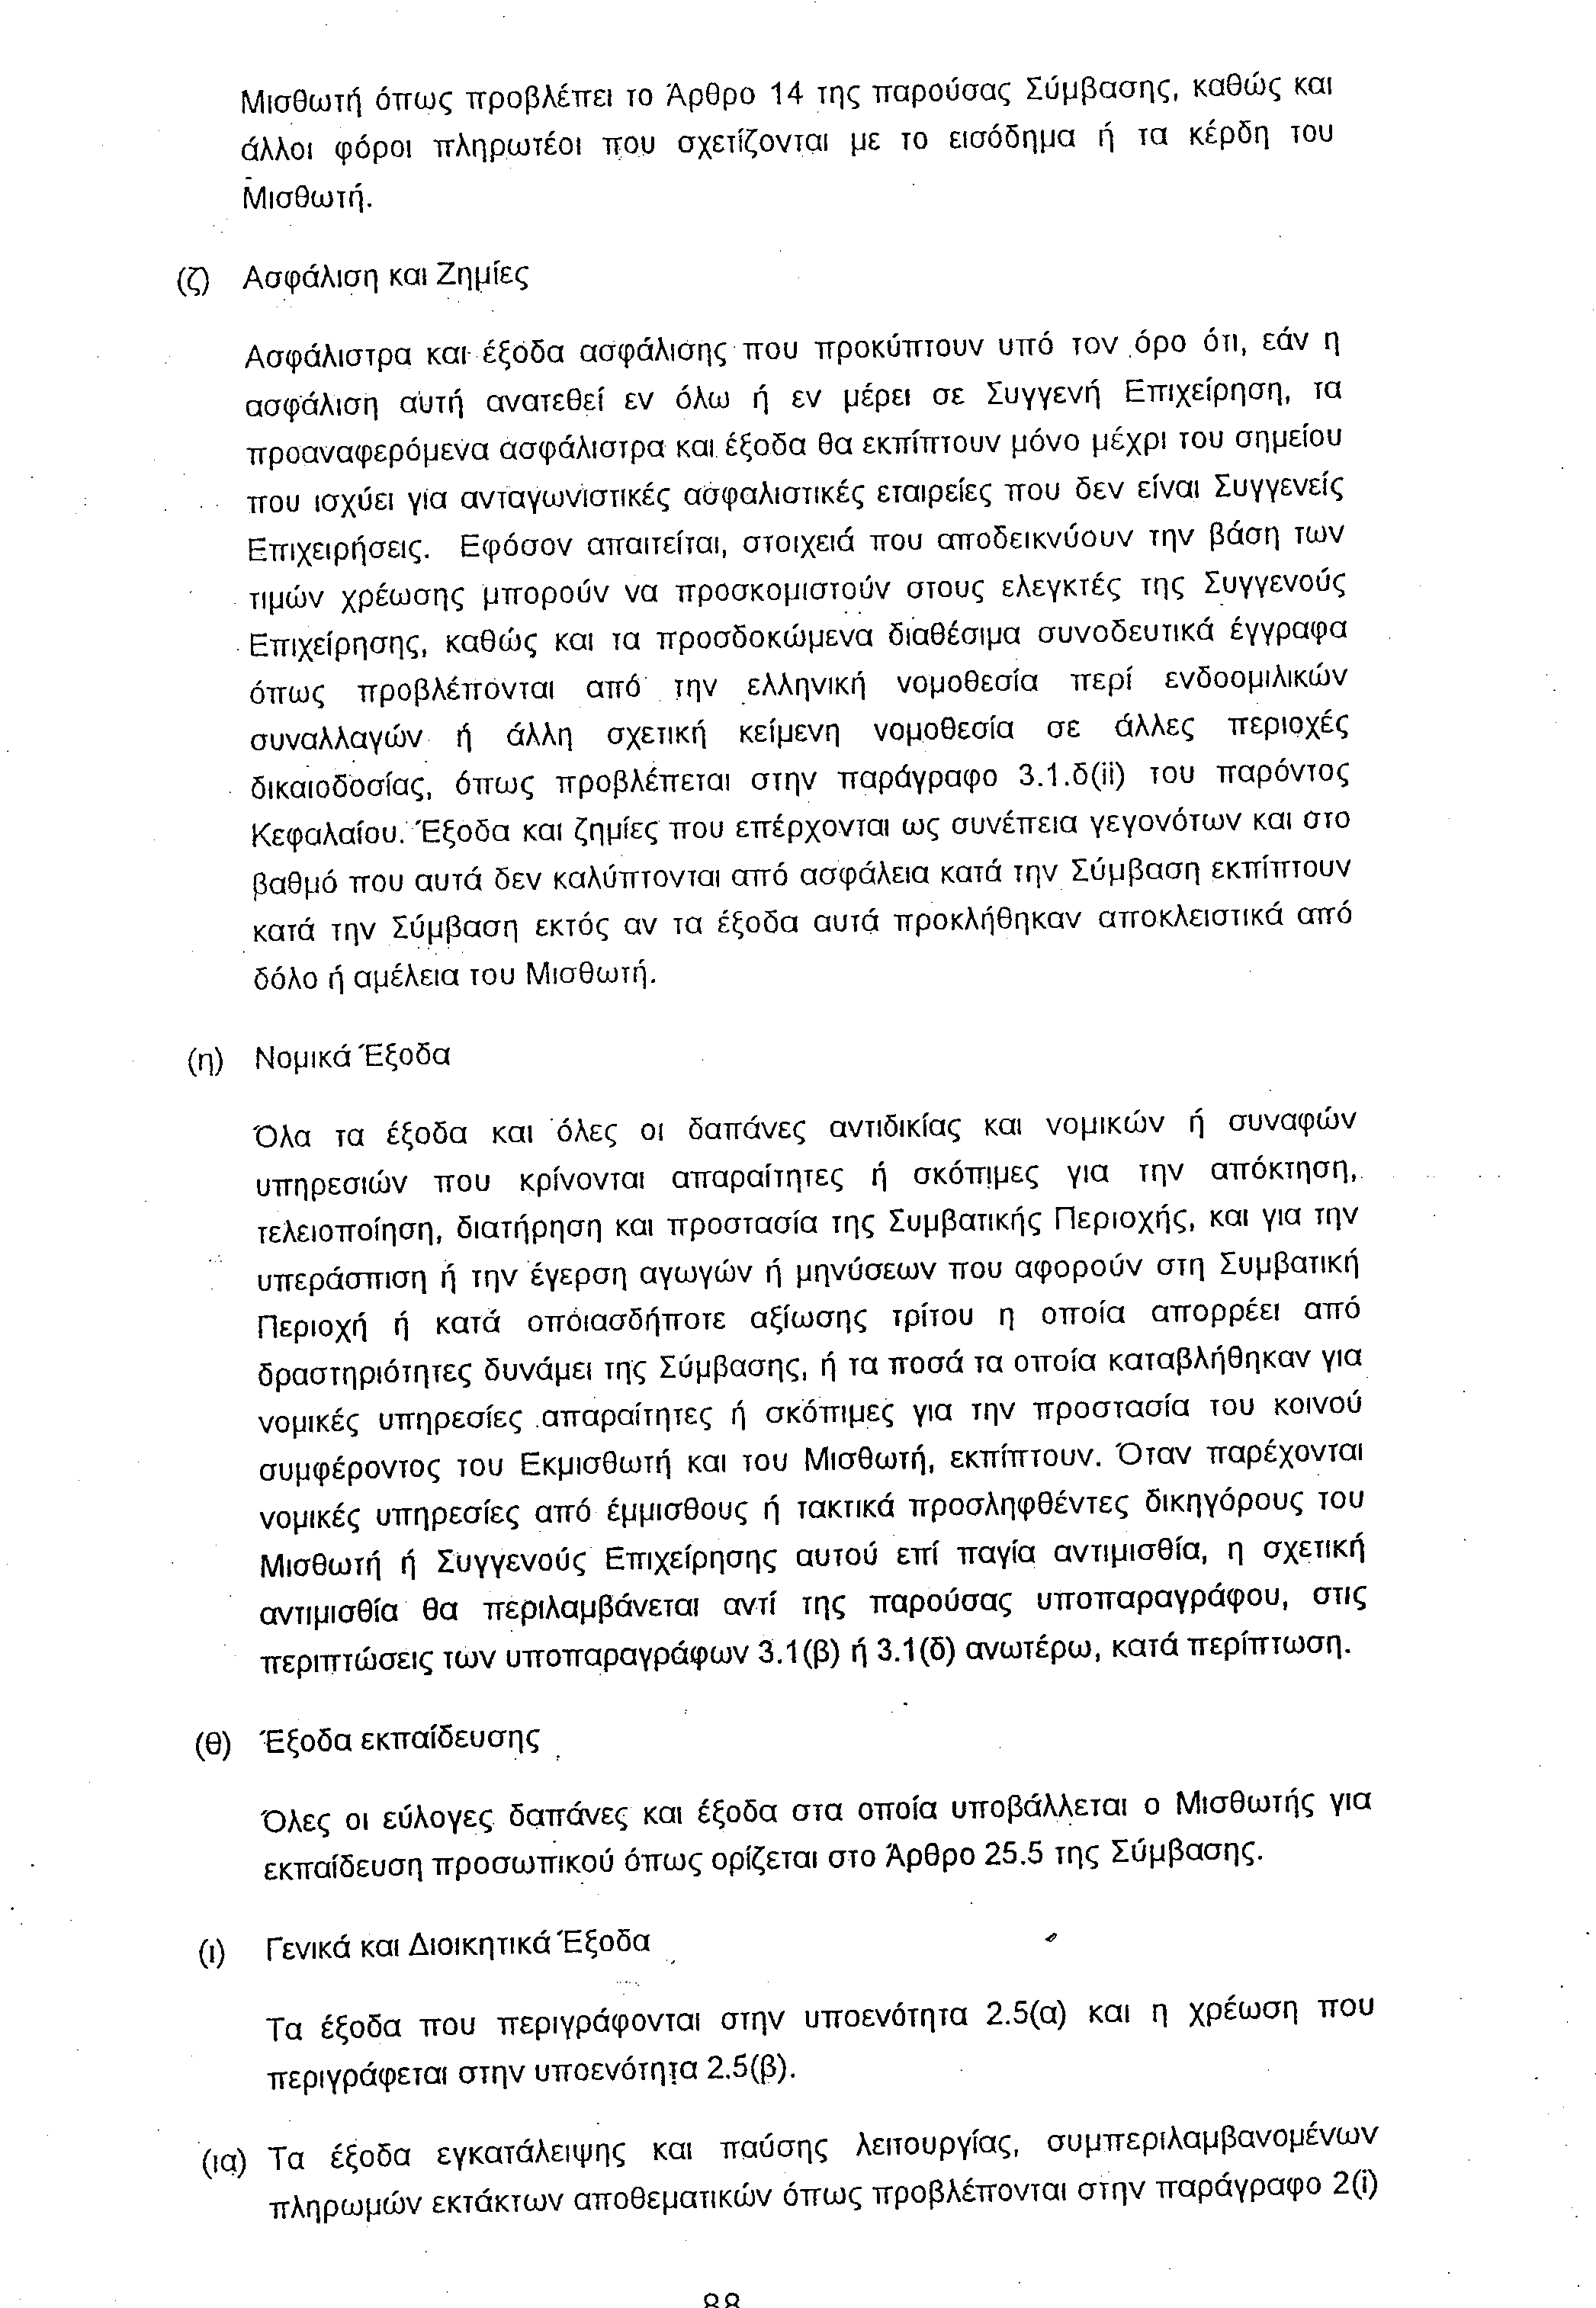 Μισθωτή όπως προβλέπει το Άρθρο 14 της παρούσας Σύμβασης, καθώς και
άλλοι φόροι πληρωτέοι που σχετίζονται με το εισόδημα ή τα κέρδη του
Μισθωτή.
(ζ) Ασφάλιση και Ζημίες
Ασφάλιστρα και έξοδα ασφάλισης που προκύπτουν υπό τον όρο ότι, εάν η
ασφάλιση αυτή ανατεθεί εν όλω ή εν μέρει σε Συγγενή Επιχείρηση, τα
προαναφερόμενα ασφάλιστρα και έξοδα θα εκπίπτουν μόνο μέχρι του σημείου
που ισχύει για ανταγωνιστικές ασφαλιστικές εταιρείες που δεν είναι Συγγενείς
Επιχειρήσεις. Εφόσον απαιτείται, στοιχειά που αποδεικνύουν την βάση των
τιμών χρέωσης μπορούν να προσκομιστούν στους ελεγκτές της Συγγενούς
Επιχείρησης, καθώς και τα προσδοκώμενα διαθέσιμα συνοδευτικά έγγραφα
όπως προβλέπονται από την ελληνική νομοθεσία περί ενδοομιλικών
συναλλαγών ή άλλη σχετική κείμενη νομοθεσία σε άλλες περιοχές
δικαιοδοσίας, όπως προβλέπεται στην παράγραφο 3.1.δ(ii) του παρόντος
Κεφαλαίου. Έξοδα και ζημίες που επέρχονται ως συνέπεια γεγονότων και στο
βαθμό που αυτά δεν καλύπτονται από ασφάλεια κατά την Σύμβαση εκπίπτουν
κατά την Σύμβαση εκτός αν τα έξοδα αυτά προκλήθηκαν αποκλειστικά από
δόλο ή αμέλεια του Μισθωτή.
(η) Νομικά Έξοδα
Όλα τα έξοδα και όλες οι δαπάνες αντιδικίας και νομικών ή συναφών
υπηρεσιών που κρίνονται απαραίτητες ή σκόπιμες για την απόκτηση,
τελειοποίηση, διατήρηση και προστασία της Συμβατικής Περιοχής, και για την
υπεράσπιση ή την έγερση αγωγών ή μηνύσεων που αφορούν στη Συμβατική
Περιοχή ή κατά οποιασδήποτε αξίωσης τρίτου η οποία απορρέει από
δραστηριότητες δυνάμει της Σύμβασης, ή τα ποσά τα οποία καταβλήθηκαν για
νομικές υπηρεσίες απαραίτητες ή σκόπιμες για την προστασία του κοινού
συμφέροντος του Εκμισθωτή και του Μισθωτή, εκπίπτουν. Όταν παρέχονται
νομικές υπηρεσίες από έμμισθους ή τακτικά προσληφθέντες δικηγόρους του
Μισθωτή ή Συγγενούς Επιχείρησης αυτού επί παγία αντιμισθία, η σχετική
αντιμισθία θα περιλαμβάνεται αντί της παρούσας υποπαραγράφου, στις
περιπτώσεις των υποπαραγράφων 3.1(β) ή 3.1(δ) ανωτέρω, κατά περίπτωση.
(θ) Έξοδα εκπαίδευσης
Όλες οι εύλογες δαπάνες και έξοδα στα οποία υποβάλλεται ο Μισθωτής για
εκπαίδευση προσωπικού όπως ορίζεται στο Άρθρο 25.5 της Σύμβασης.
(ι) Γενικά και Διοικητικά Έξοδα
Τα έξοδα που περιγράφονται στην υποενότητα 2.5(α) και η χρέωση που
περιγράφεται στην υποενότητα 2.5(β).
(ια) Τα έξοδα εγκατάλειψης και παύσης λειτουργίας, συμπεριλαμβανομένων
πληρωμών εκτάκτων αποθεματικών όπως προβλέπονται στην παράγραφο 2(i)
88